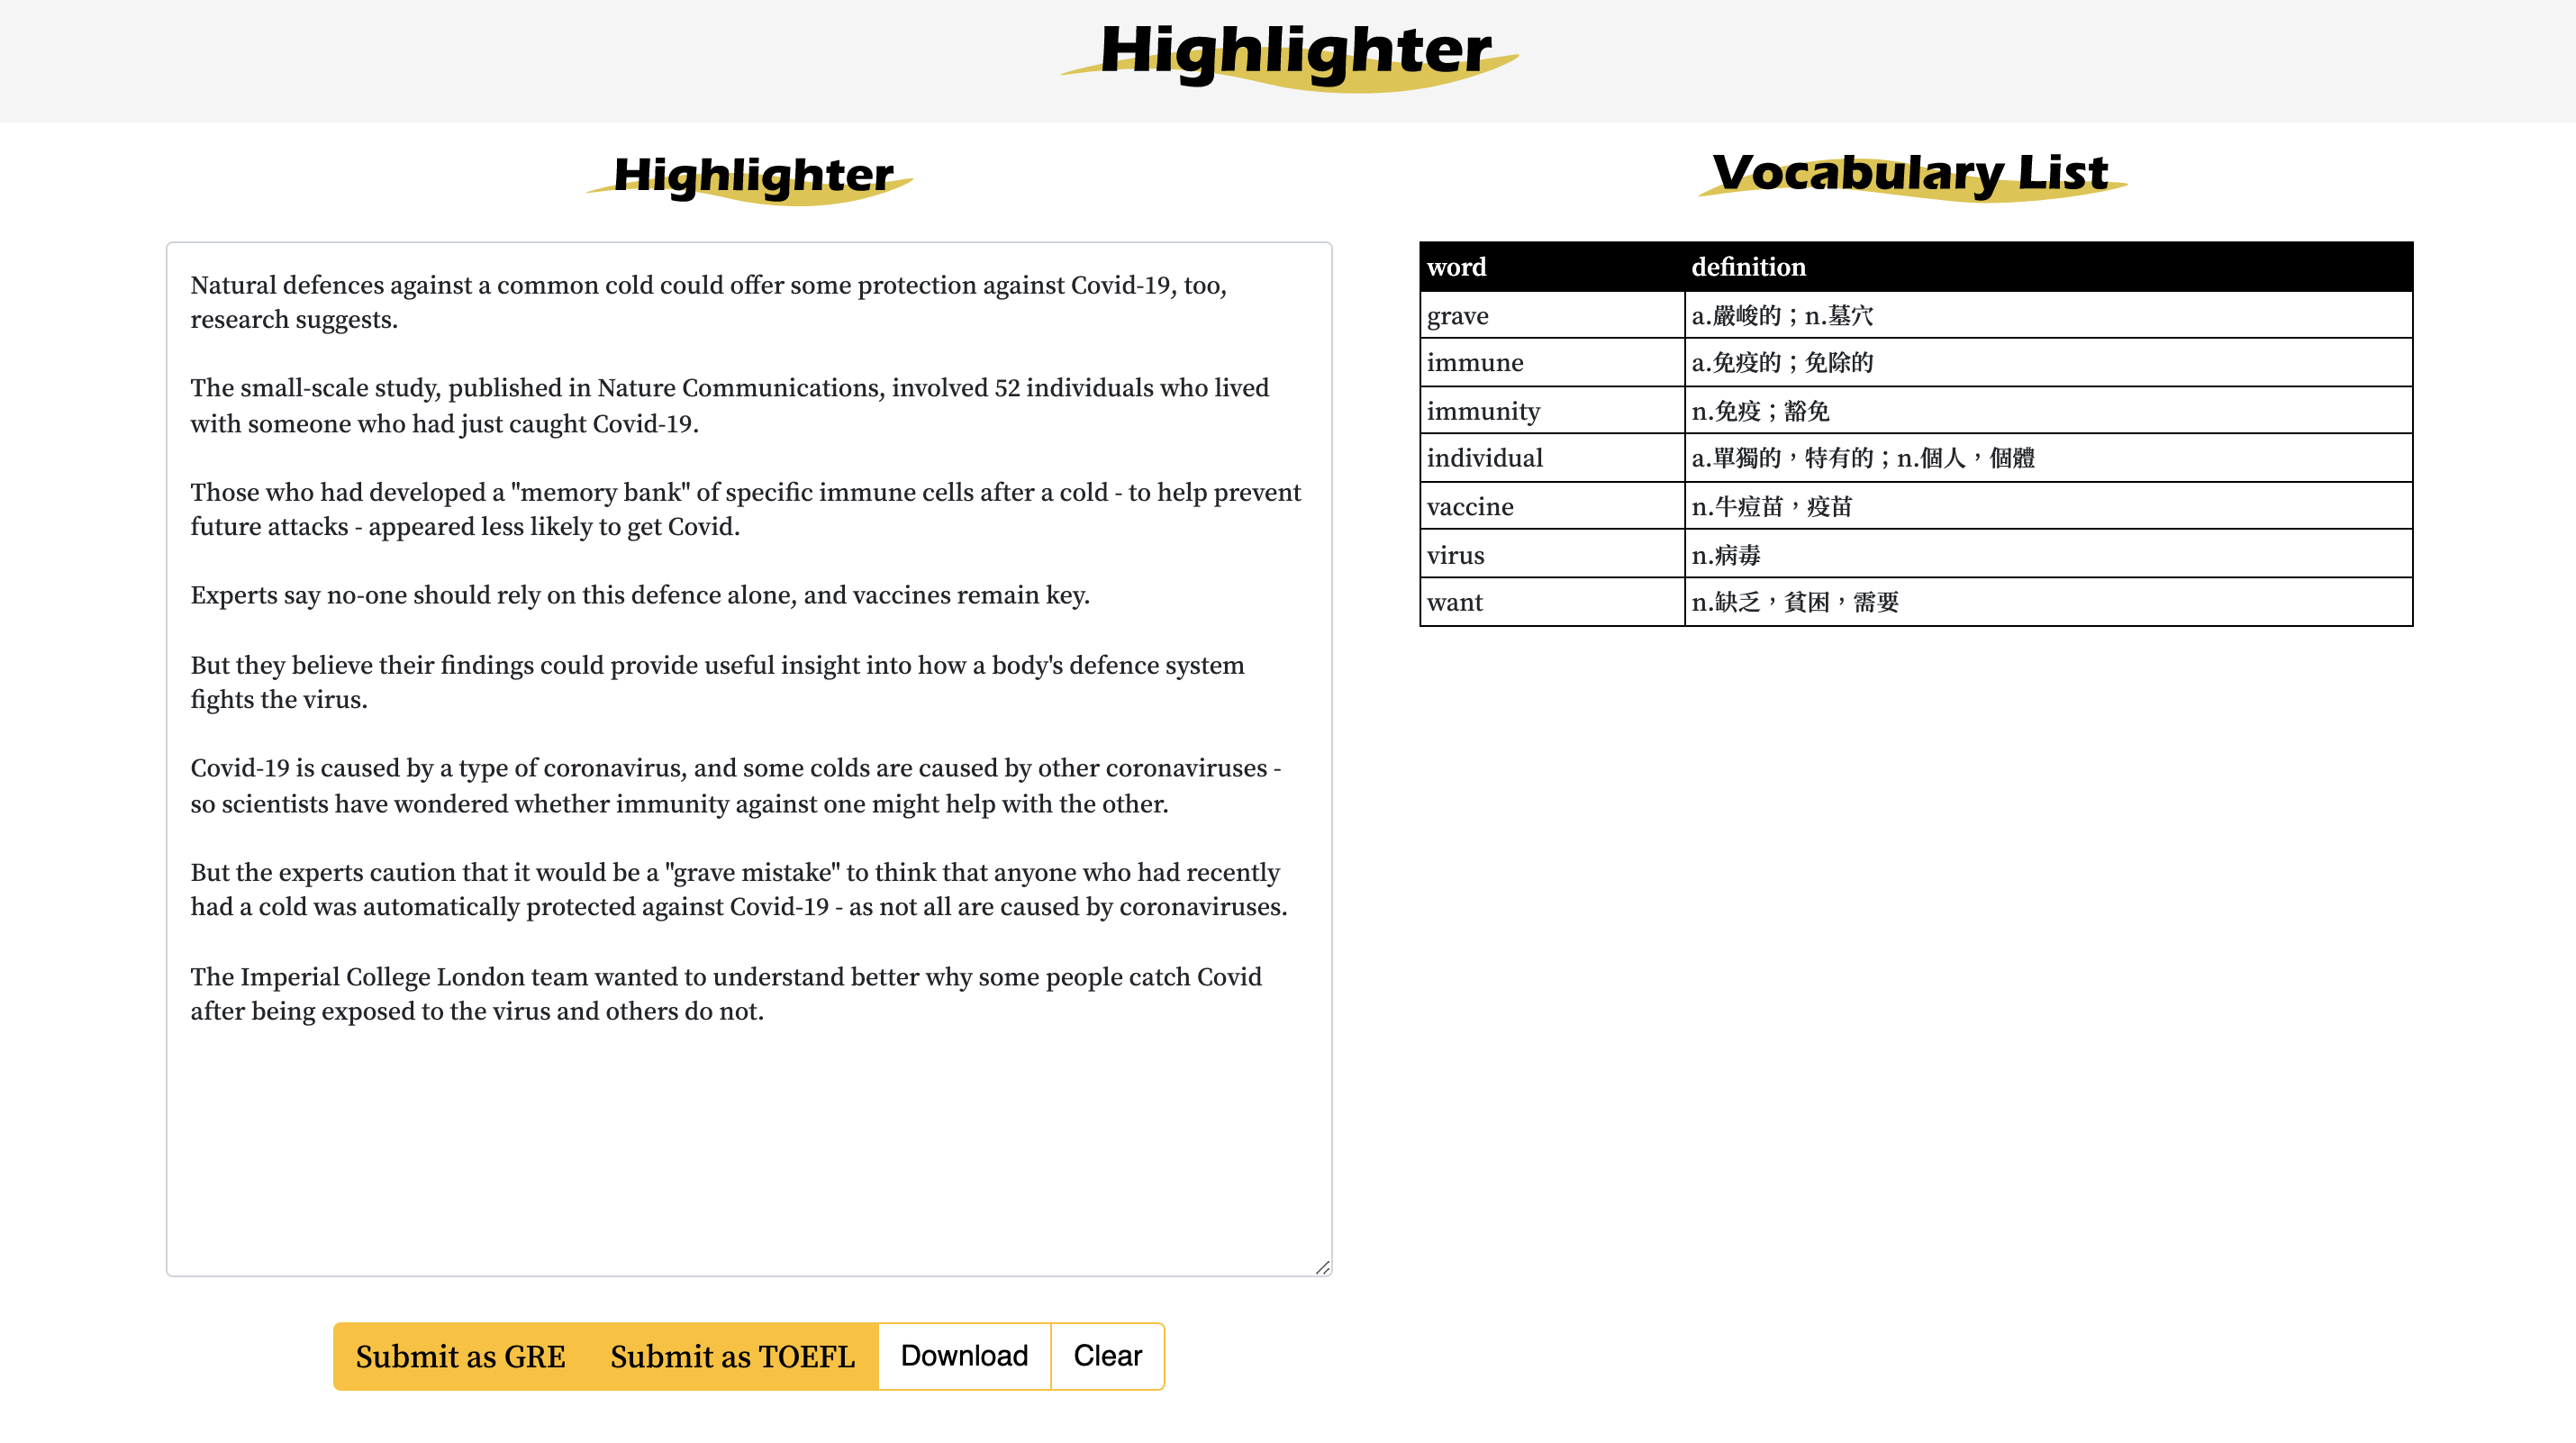 Highlighter
Highlighter
Natural defences against a common cold could offer some protection against Covid-19, too,
research suggests.
The small-scale study, published in Nature Communications, involved 52 individuals who lived
with someone who had just caught Covid-19.
Those who had developed a "memory bank" of specific immune cells after a cold - to help prevent
future attacks - appeared less likely to get Covid.
Experts say no-one should rely on this defence alone, and vaccines remain key.
But they believe their findings could provide useful insight into how a body's defence system
fights the virus.
Covid-19 is caused by a type of coronavirus, and some colds are caused by other coronaviruses -
so scientists have wondered whether immunity against one might help with the other.
But the experts caution that it would be a "grave mistake" to think that anyone who had recently
had a cold was automatically protected against Covid-19 - as not all are caused by coronaviruses.
The Imperial College London team wanted to understand better why some people catch Covid
after being exposed to the virus and others do not.
Submit as GRE Submit as TOEFL Download Clear
Vocabulary List
word definition
grave a.嚴峻的；n.墓穴
immune a.免疫的；免除的
immunity n.免疫；豁免
individual a.單獨的，特有的；n.個人，個體
vaccine n.牛痘苗，疫苗
virus n.病毒
want n.缺乏，貧困，需要